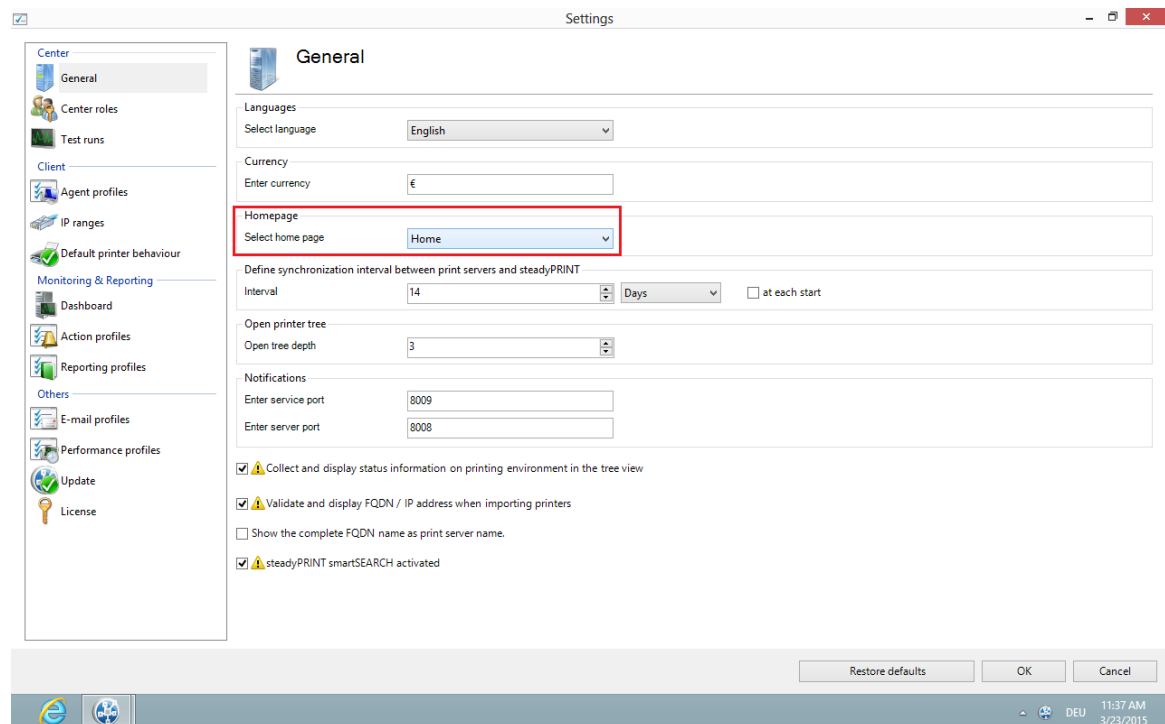 Settings
Center
General
Center roles
Test runs
Client
Agent profiles
IP ranges
Default printer behaviour
Monitoring & Reporting
Dashboard
Action profiles
Reporting profiles
Others
E-mail profiles
Performance profiles
Update
License
General
Languages
Select language English
Currency
Enter currency €
Homepage
Select home page Home
Define synchronization interval between print servers and steadyPRINT
Interval 14 Days at each start
Open printer tree
Open tree depth 3
Notifications
Enter service port 8009
Enter server port 8008
Collect and display status information on printing environment in the tree view
Validate and display FQDN / IP address when importing printers
Show the complete FQDN name as print server name.
steadyPRINT smartSEARCH activated
Restore defaults OK Cancel
DEU 11:37 AM
3/23/2015